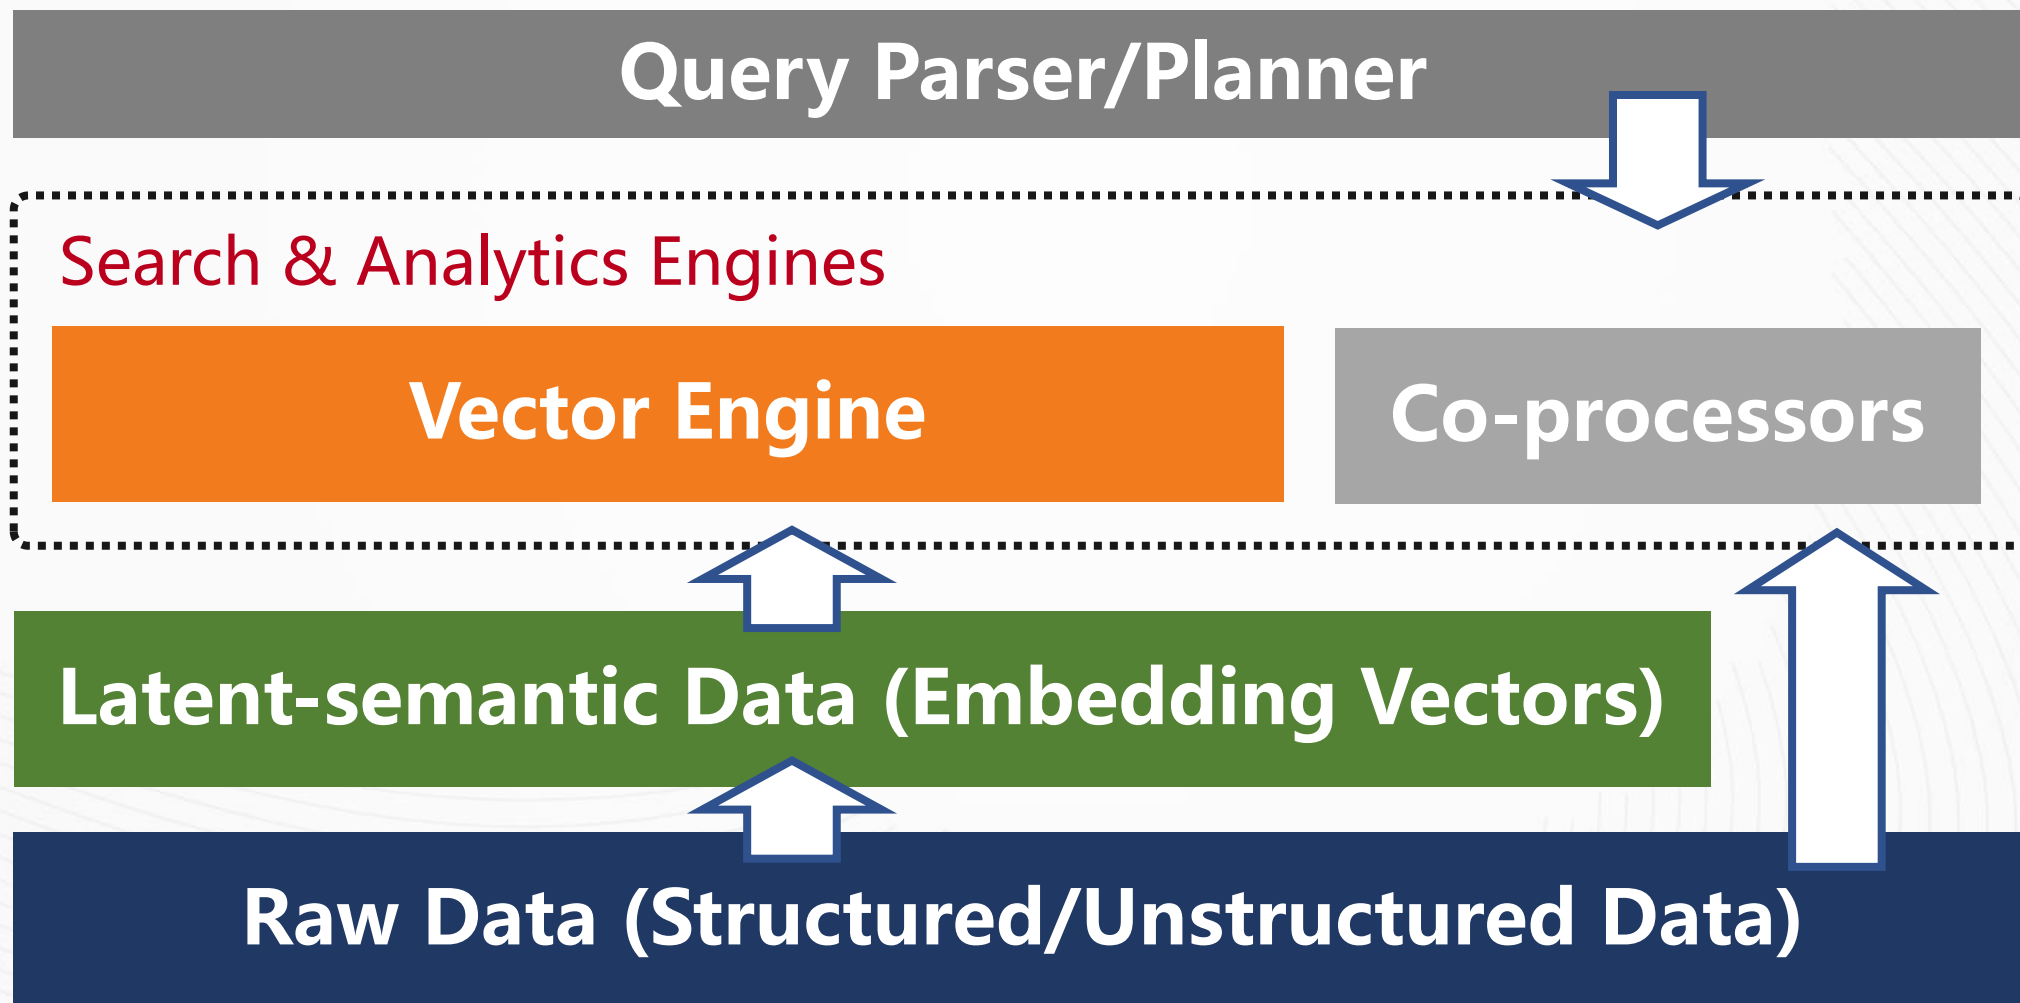 Query Parser/Planner
Search & Analytics Engines
Vector Engine
Co-processors
Latent-semantic Data (Embedding Vectors)
Raw Data (Structured/Unstructured Data)